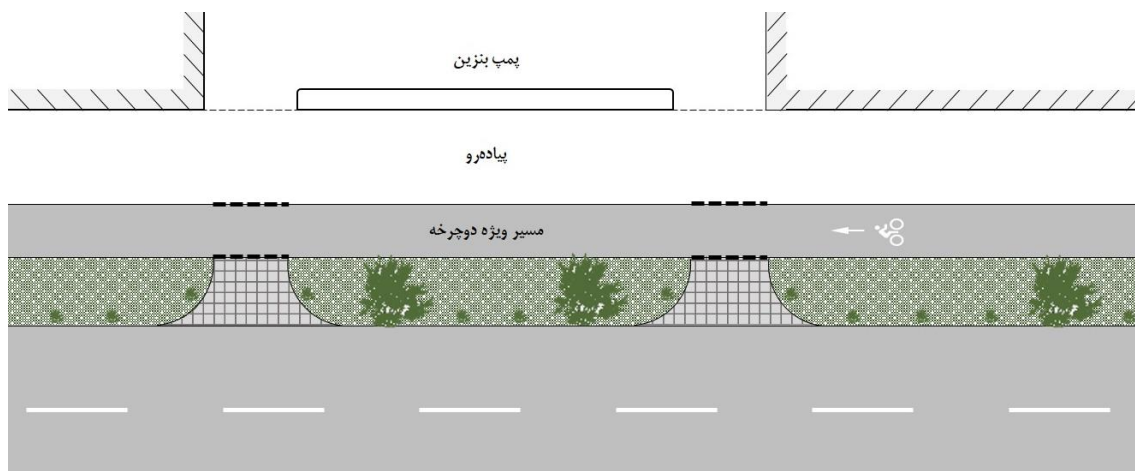 پمپ بنزین
پیاده‌رو
مسیر ویژه دوچرخه